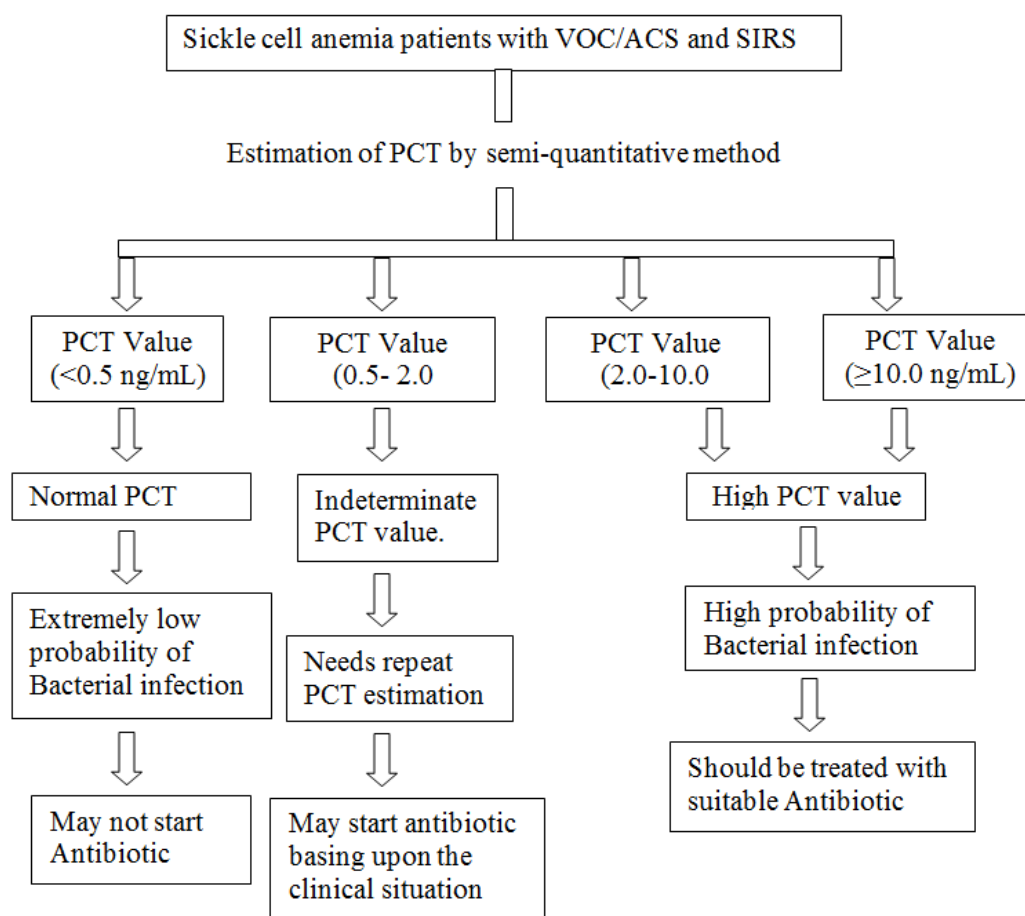 Sickle cell anemia patients with VOC/ACS and SIRS
Estimation of PCT by semi-quantitative method
PCT Value
(<0.5 ng/mL)
PCT Value
(0.5- 2.0
PCT Value
(2.0-10.0
PCT Value
(≥10.0 ng/mL)
Normal PCT
Indeterminate
PCT value.
High PCT value
Extremely low
probability of
Bacterial infection
Needs repeat
PCT estimation
High probability of
Bacterial infection
May not start
Antibiotic
May start antibiotic
basing upon the
clinical situation
Should be treated with
suitable Antibiotic